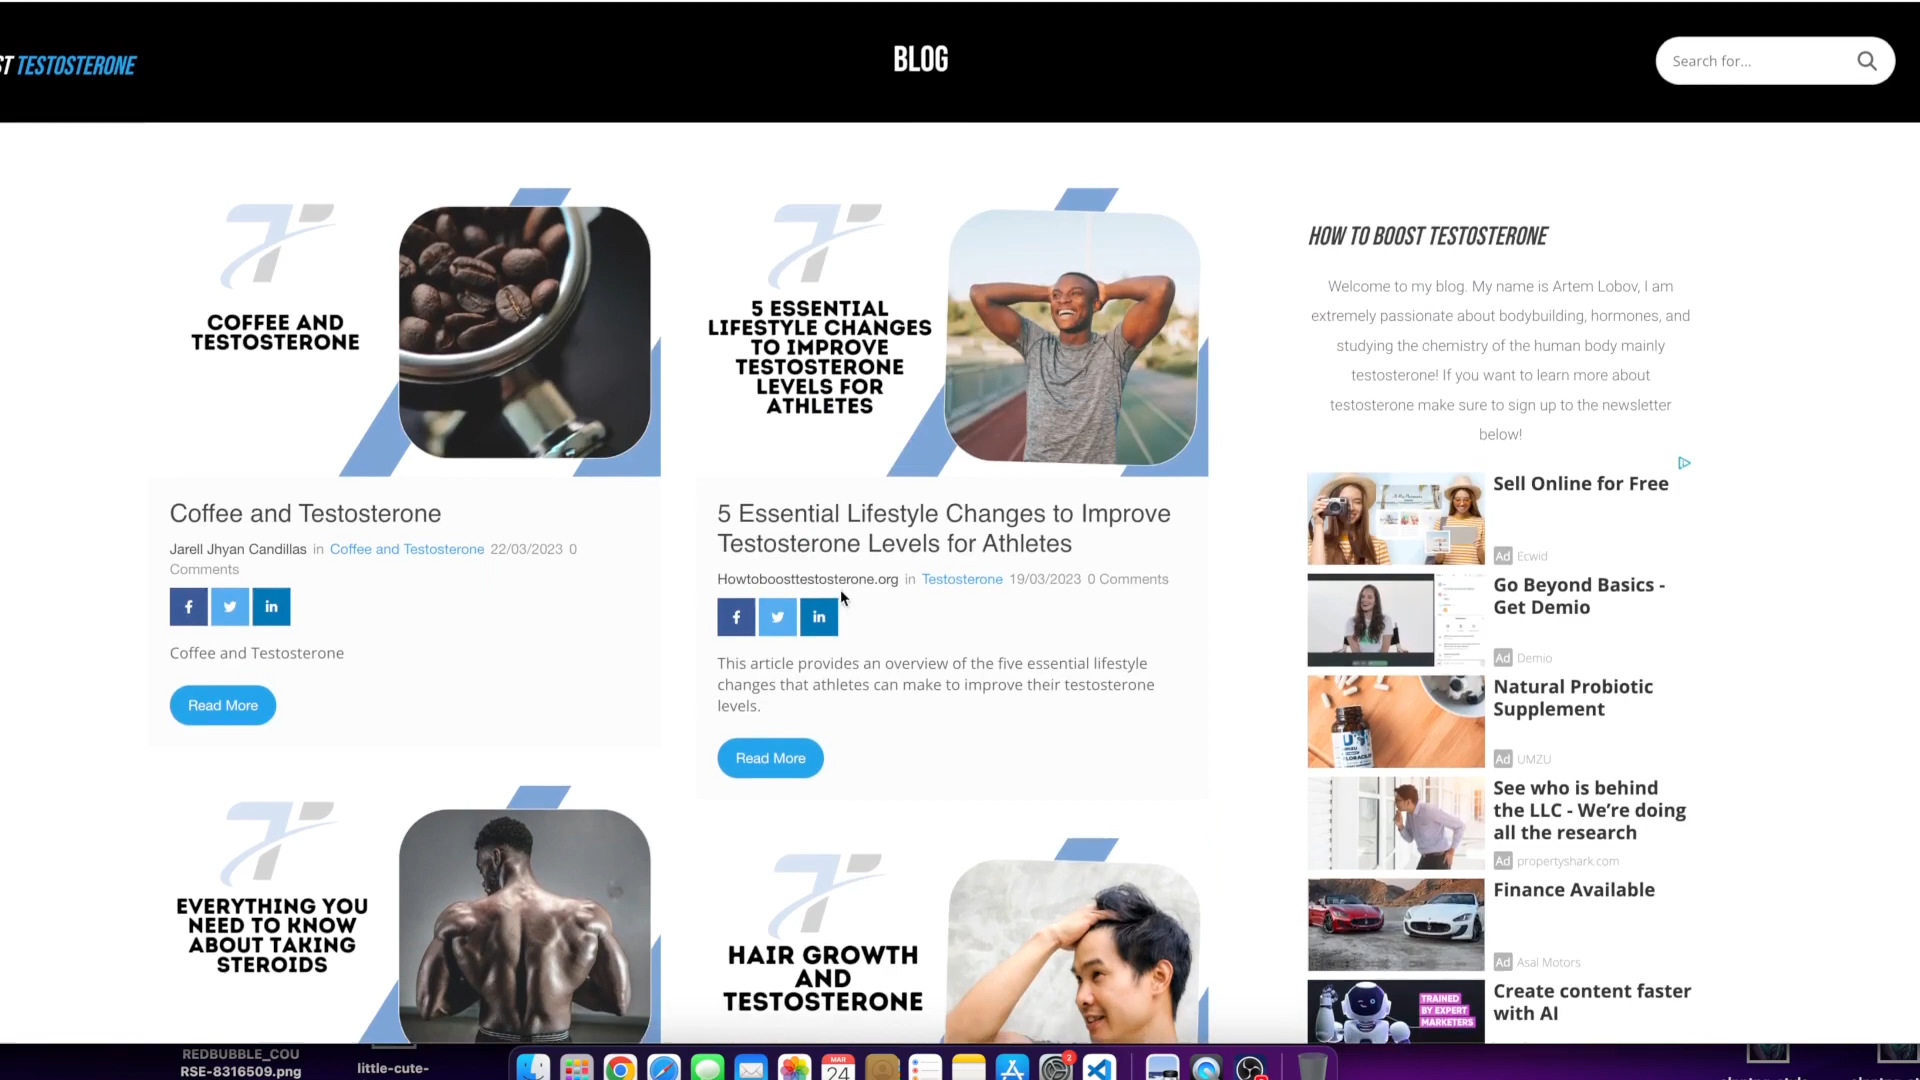 ST TESTOSTERONE
BLOG
Search for...
COFFEE AND
TESTOSTERONE
Coffee and Testosterone
Jarell Jhyan Candillas in Coffee and Testosterone 22/03/2023 0
Comments
Coffee and Testosterone
Read More
5 ESSENTIAL
LIFESTYLE CHANGES
TO IMPROVE
TESTOSTERONE
LEVELS FOR
ATHLETES
5 Essential Lifestyle Changes to Improve
Testosterone Levels for Athletes
Howtoboosttestosterone.org in Testosterone 19/03/2023 0 Comments
This article provides an overview of the five essential lifestyle
changes that athletes can make to improve their testosterone
levels.
Read More
EVERYTHING YOU
NEED TO KNOW
ABOUT TAKING
STEROIDS
HAIR GROWTH
AND
TESTOSTERONE
HOW TO BOOST TESTOSTERONE
Welcome to my blog. My name is Artem Lobov, I am
extremely passionate about bodybuilding, hormones, and
studying the chemistry of the human body mainly
testosterone! If you want to learn more about
testosterone make sure to sign up to the newsletter
below!
Sell Online for Free
Ad Ecwid
Go Beyond Basics -
Get Demio
Ad Demio
Natural Probiotic
Supplement
Ad UMZU
See who is behind
the LLC - We're doing
all the research
Ad propertyshark.com
Finance Available
Ad Asal Motors
TRAINED
BY EXPERT
MARKETERS
Create content faster
with AI
REDBUBBLE_COU
RSE-8316509.png
little-cute-
MAR
24
2